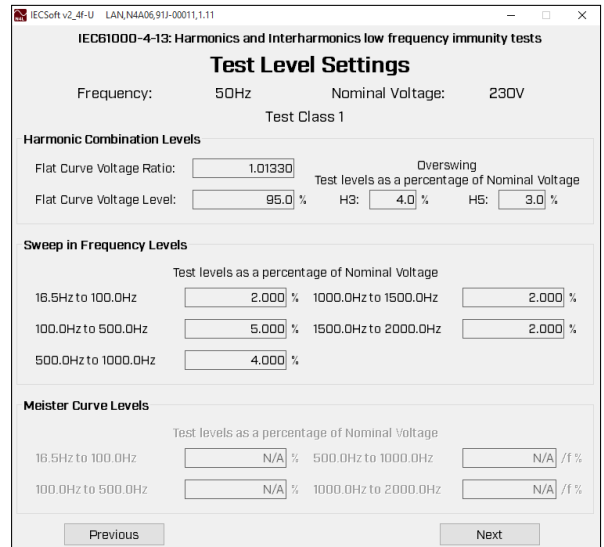 N4L IECSoft v2_4f-U LAN,N4A06,91J-00011,1.11
IEC61000-4-13: Harmonics and Interharmonics low frequency immunity tests
Test Level Settings
Frequency: 50Hz Nominal Voltage: 230V
Test Class 1
Harmonic Combination Levels
Flat Curve Voltage Ratio: 1.01330
Overswing
Test levels as a percentage of Nominal Voltage
Flat Curve Voltage Level: 95.0 % H3: 4.0 % H5: 3.0 %
Sweep in Frequency Levels
Test levels as a percentage of Nominal Voltage
16.5Hz to 100.0Hz 2.000 % 1000.0Hz to 1500.0Hz 2.000 %
100.0Hz to 500.0Hz 5.000 % 1500.0Hz to 2000.0Hz 2.000 %
500.0Hz to 1000.0Hz 4.000 %
Meister Curve Levels
Test levels as a percentage of Nominal Voltage
16.5Hz to 100.0Hz N/A % 500.0Hz to 1000.0Hz N/A /f %
100.0Hz to 500.0Hz N/A % 1000.0Hz to 2000.0Hz N/A /f %
Previous Next